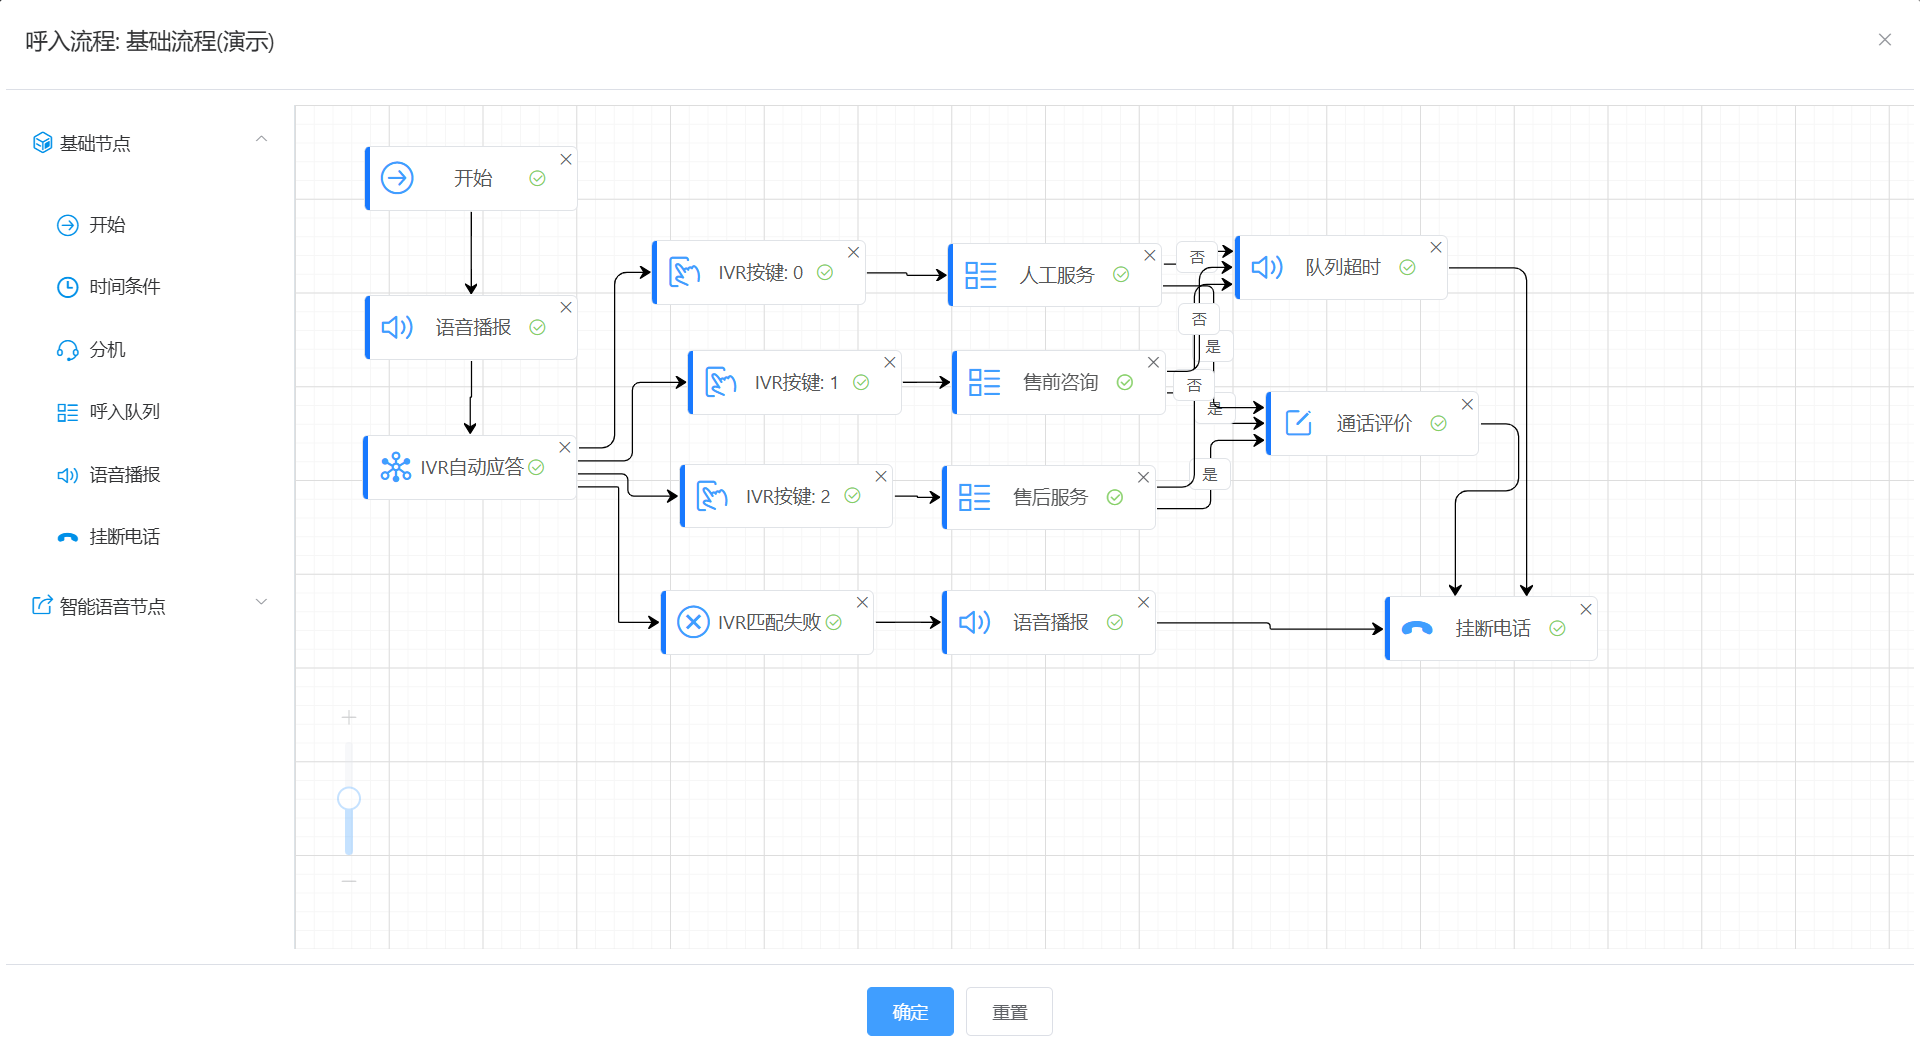 呼入流程: 基础流程(演示)
基础节点
开始
时间条件
分机
呼入队列
语音播报
挂断电话
智能语音节点
开始
语音播报
IVR自动应答
IVR按键: 0
IVR按键: 1
IVR按键: 2
IVR匹配失败
人工服务
售前咨询
售后服务
语音播报
否
否
是
否
是
是
队列超时
通话评价
挂断电话
确定
重置